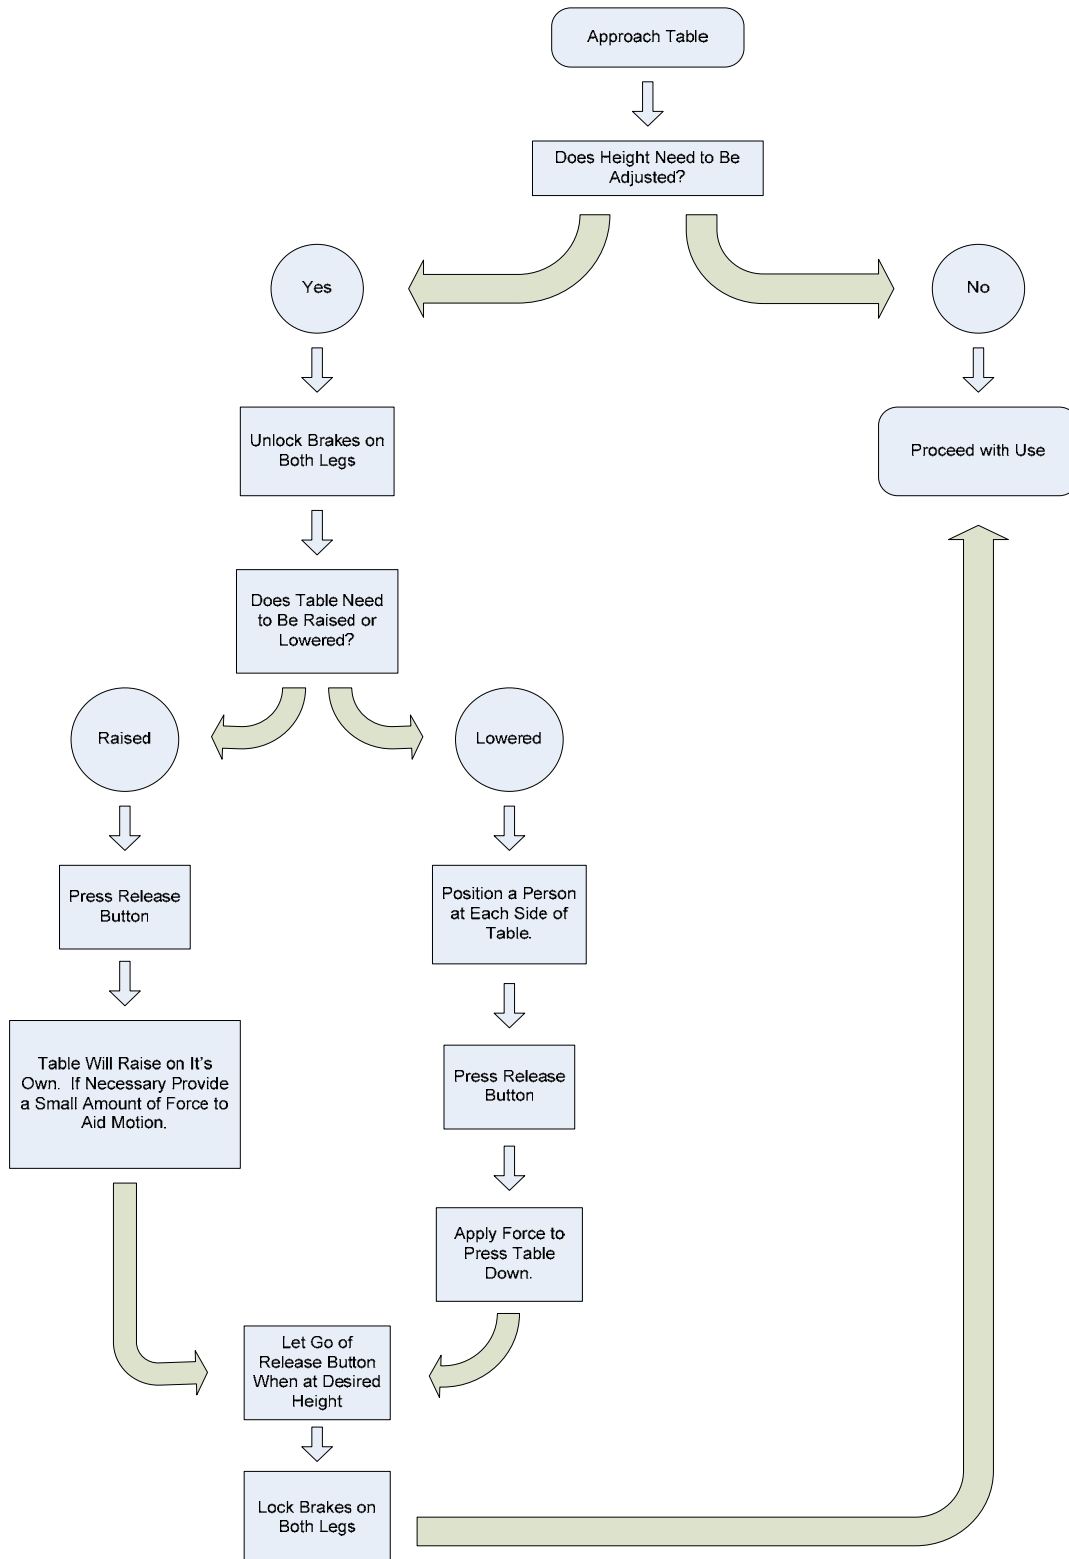 Approach Table
Does Height Need to Be
Adjusted?
Yes
No
Unlock Brakes on
Both Legs
Proceed with Use
Does Table Need
to Be Raised or
Lowered?
Raised
Lowered
Press Release
Button
Position a Person
at Each Side of
Table.
Table Will Raise on It's
Own.  If Necessary Provide
a Small Amount of Force to
Aid Motion.
Press Release
Button
Apply Force to
Press Table
Down.
Let Go of
Release Button
When at Desired
Height
Lock Brakes on
Both Legs